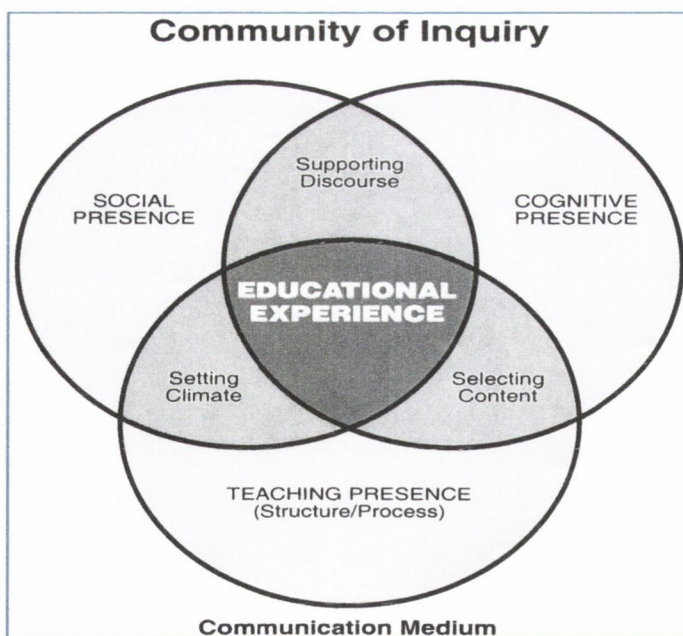 Community of Inquiry
Supporting
Discourse
SOCIAL
PRESENCE
COGNITIVE
PRESENCE
EDUCATIONAL
EXPERIENCE
Setting
Climate
Selecting
Content
TEACHING PRESENCE
(Structure/Process)
Communication Medium